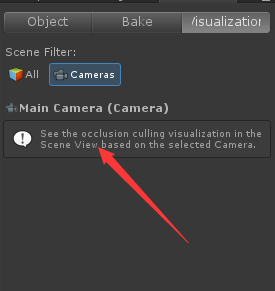 Object Bake Visualization
Scene Filter:
All Cameras
Main Camera (Camera)
See the occlusion culling visualization in the
Scene View based on the selected Camera.